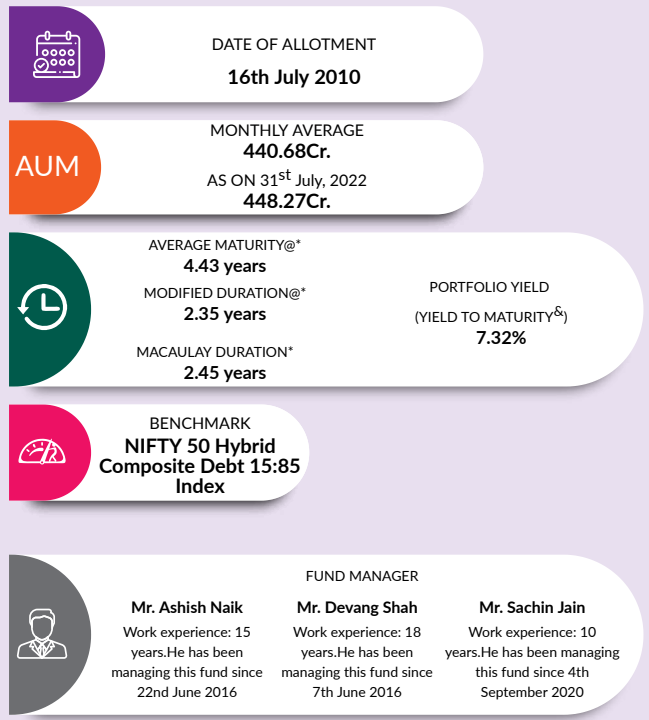 DATE OF ALLOTMENT
16th July 2010
AUM
MONTHLY AVERAGE
440.68Cr.
AS ON 31st July, 2022
448.27Cr.
AVERAGE MATURITY@*
4.43 years
MODIFIED DURATION@*
2.35 years
MACAULAY DURATION*
2.45 years
PORTFOLIO YIELD
(YIELD TO MATURITY&)
7.32%
BENCHMARK
NIFTY 50 Hybrid
Composite Debt 15:85
Index
FUND MANAGER
Mr. Ashish Naik
Work experience: 15
years.He has been
managing this fund since
22nd June 2016
Mr. Devang Shah
Work experience: 18
years.He has been
managing this fund since
7th June 2016
Mr. Sachin Jain
Work experience: 10
years.He has been managing
this fund since 4th
September 2020